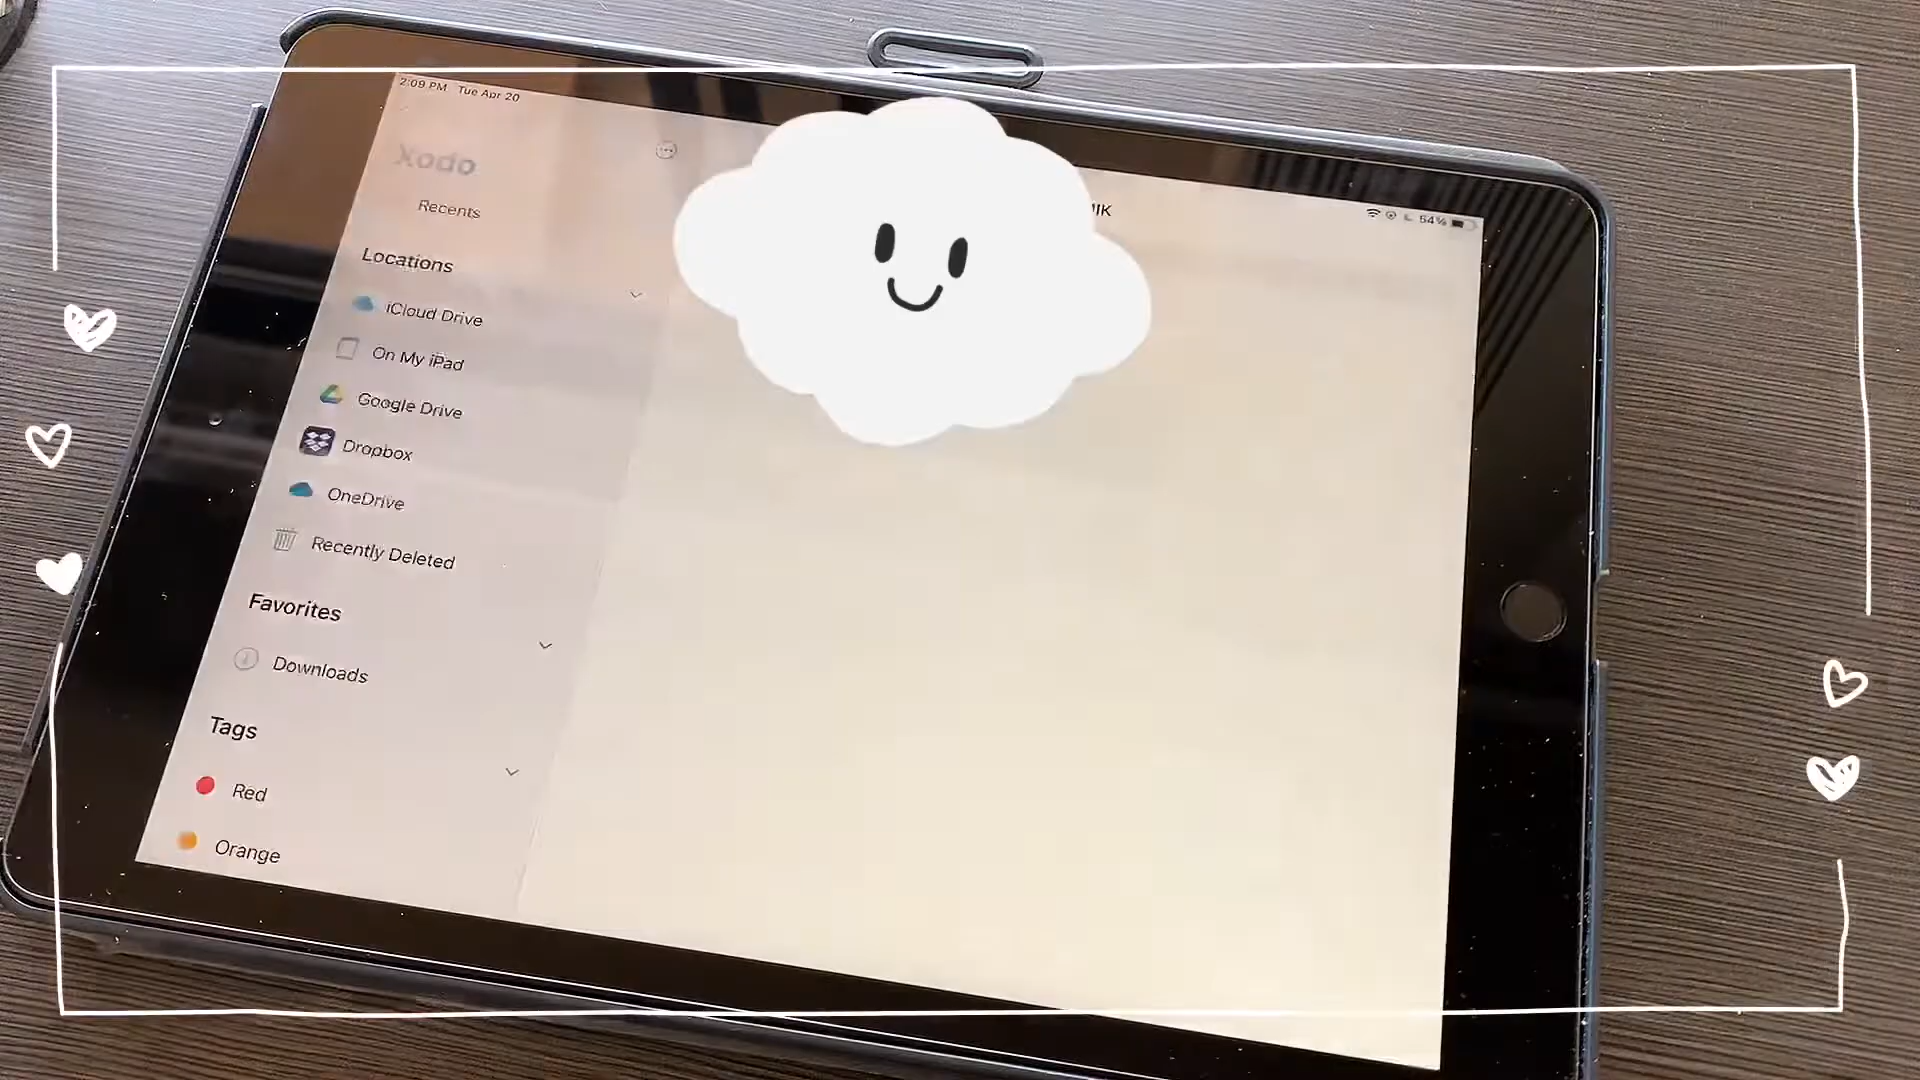 2:09 PM Tue Apr 20
54%
Xodo
Recents
Locations
iCloud Drive
On My iPad
Google Drive
Dropbox
OneDrive
Recently Deleted
Favorites
Downloads
Tags
Red
Orange